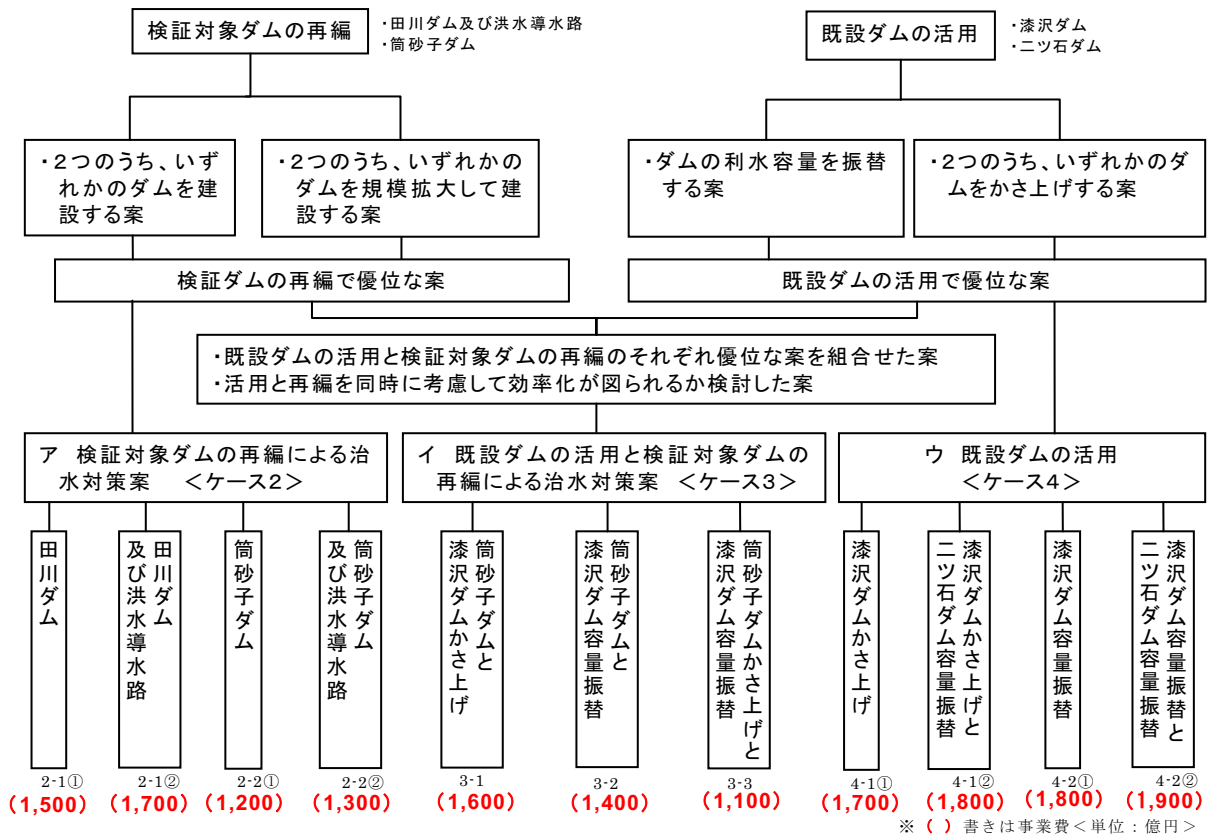 検証対象ダムの再編
・田川ダム及び洪水導水路
・筒砂子ダム
既設ダムの活用
・漆沢ダム
・二ツ石ダム
・2つのうち、いず
れかのダムを建
設する案
・2つのうち、いずれかの
ダムを規模拡大して建
設する案
・ダムの利水容量を振替
する案
・2つのうち、いずれかのダ
ムをかさ上げする案
検証ダムの再編で優位な案
既設ダムの活用で優位な案
・既設ダムの活用と検証対象ダムの再編のそれぞれ優位な案を組合せた案
・活用と再編を同時に考慮して効率化が図られるか検討した案
ア 検証対象ダムの再編による治
水対策案 <ケース2>
イ 既設ダムの活用と検証対象ダムの
再編による治水対策案 <ケース3>
ウ 既設ダムの活用
<ケース4>
田川ダム
田川ダム
及び洪水導水路
筒砂子ダム
筒砂子ダム
及び洪水導水路
筒砂子ダムと
漆沢ダムかさ上げ
筒砂子ダムと
漆沢ダム容量振替
筒砂子ダムかさ上げと
漆沢ダム容量振替
漆沢ダムかさ上げ
漆沢ダムかさ上げと
二ツ石ダム容量振替
漆沢ダム容量振替
漆沢ダム容量振替と
二ツ石ダム容量振替
2-1①
(1,500)
2-1②
(1,700)
2-2①
(1,200)
2-2②
(1,300)
3-1
(1,600)
3-2
(1,400)
3-3
(1,100)
4-1①
(1,700)
4-1②
(1,800)
4-2①
(1,800)
4-2②
(1,900)
※( )書きは事業費<単位:億円>